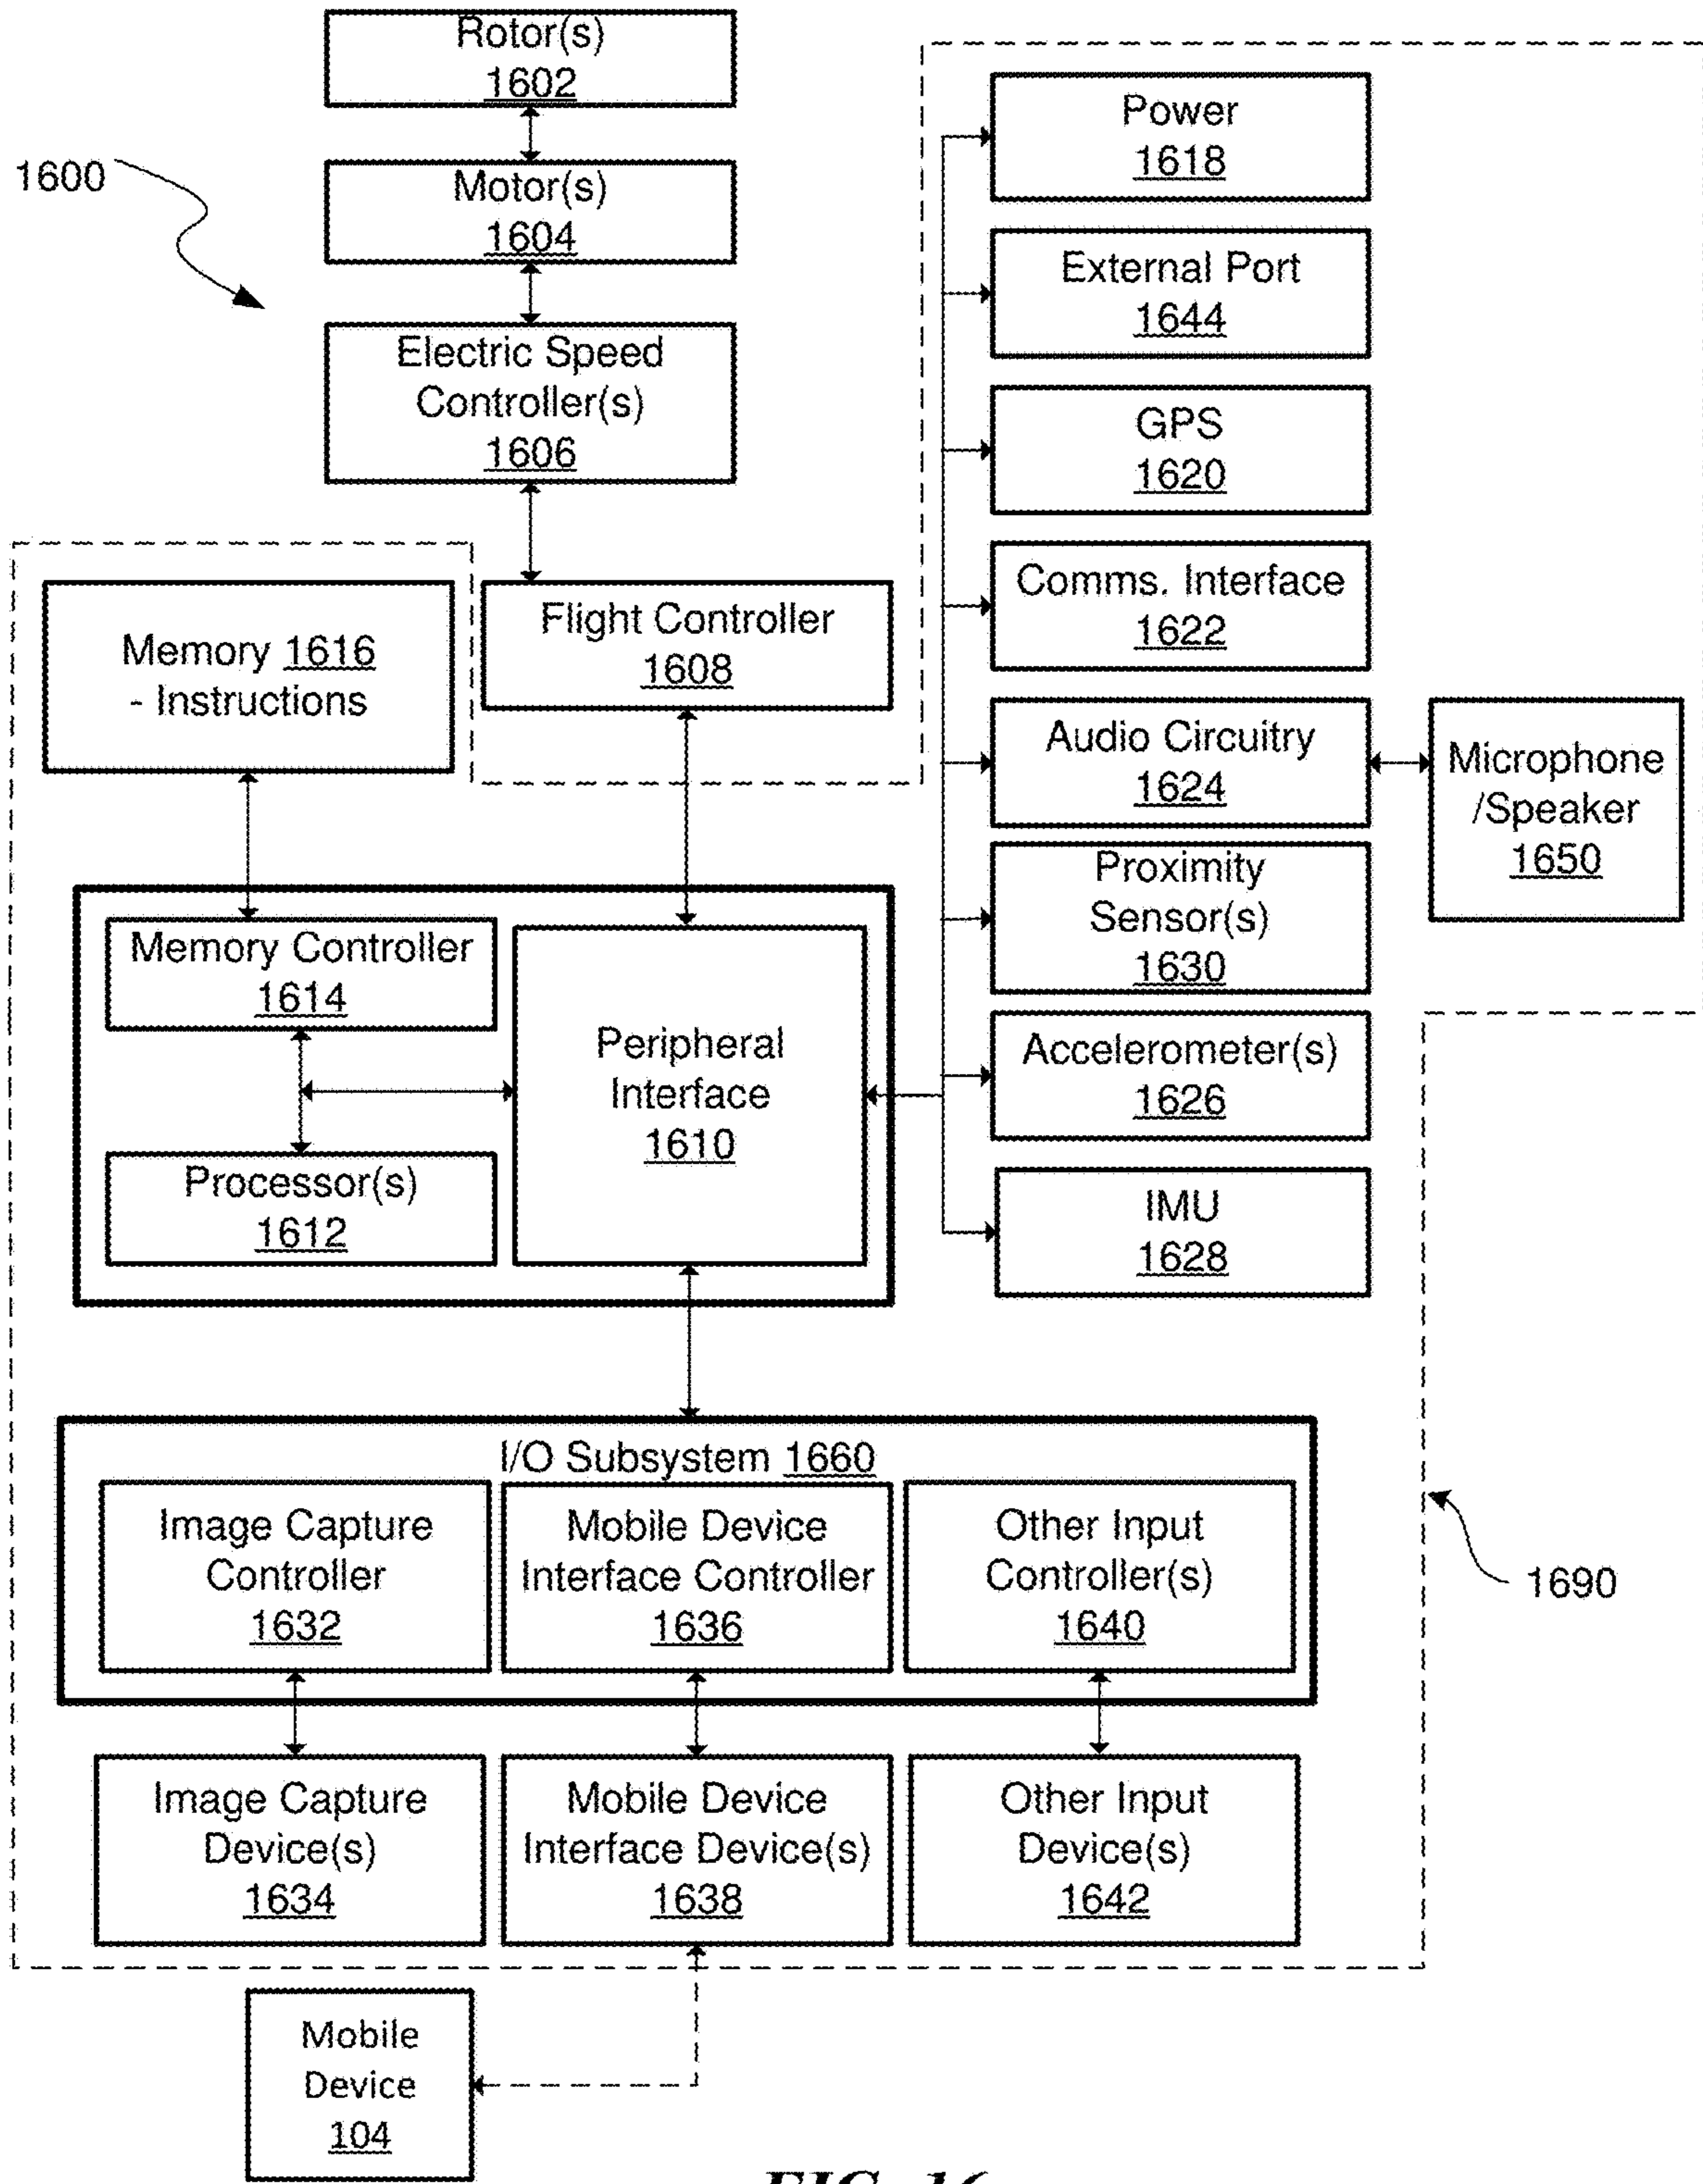 Rotor(s)
1602
1600
Motor(s)
1604
Electric Speed
Controller(s)
1606
Memory 1616
- Instructions
Flight Controller
1608
Power
1618
External Port
1644
GPS
1620
Comms. Interface
1622
Audio Circuitry
1624
Microphone
/Speaker
1650
Proximity
Sensor(s)
1630
Accelerometer(s)
1626
IMU
1628
Memory Controller
1614
Processor(s)
1612
Peripheral
Interface
1610
I/O Subsystem 1660
Image Capture
Controller
1632
Mobile Device
Interface Controller
1636
Other Input
Controller(s)
1640
1690
Image Capture
Device(s)
1634
Mobile Device
Interface Device(s)
1638
Other Input
Device(s)
1642
Mobile
Device
104
FIG. 16